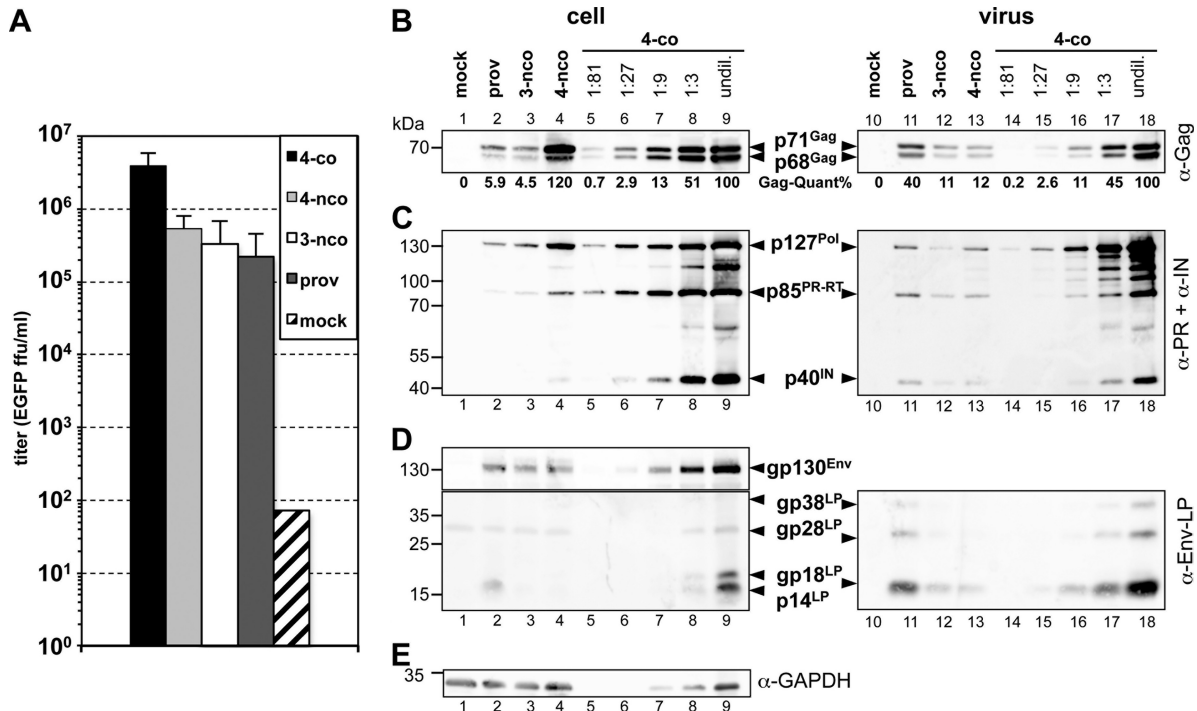 A
titer (EGFP ffu/ml)
10⁷
10⁶
10⁵
10⁴
10³
10²
10¹
10⁰
4-co
4-nco
3-nco
prov
mock
B
cell
virus
4-co
4-co
mock
prov
3-nco
4-nco
1:81
1:27
1:9
1:3
undil.
mock
prov
3-nco
4-nco
1:81
1:27
1:9
1:3
undil.
kDa
1 2 3 4 5 6 7 8 9
10 11 12 13 14 15 16 17 18
70
p71Gag
p68Gag
α-Gag
0 5.9 4.5 120 0.7 2.9 13 51 100
Gag-Quant%
0 40 11 12 0.2 2.6 11 45 100
C
130
100
70
55
40
p127Pol
p85PR-RT
p40IN
α-PR + α-IN
1 2 3 4 5 6 7 8 9
10 11 12 13 14 15 16 17 18
D
130
35
25
15
gp130Env
gp38LP
gp28LP
gp18LP
p14LP
α-Env-LP
1 2 3 4 5 6 7 8 9
10 11 12 13 14 15 16 17 18
E
35
α-GAPDH
1 2 3 4 5 6 7 8 9